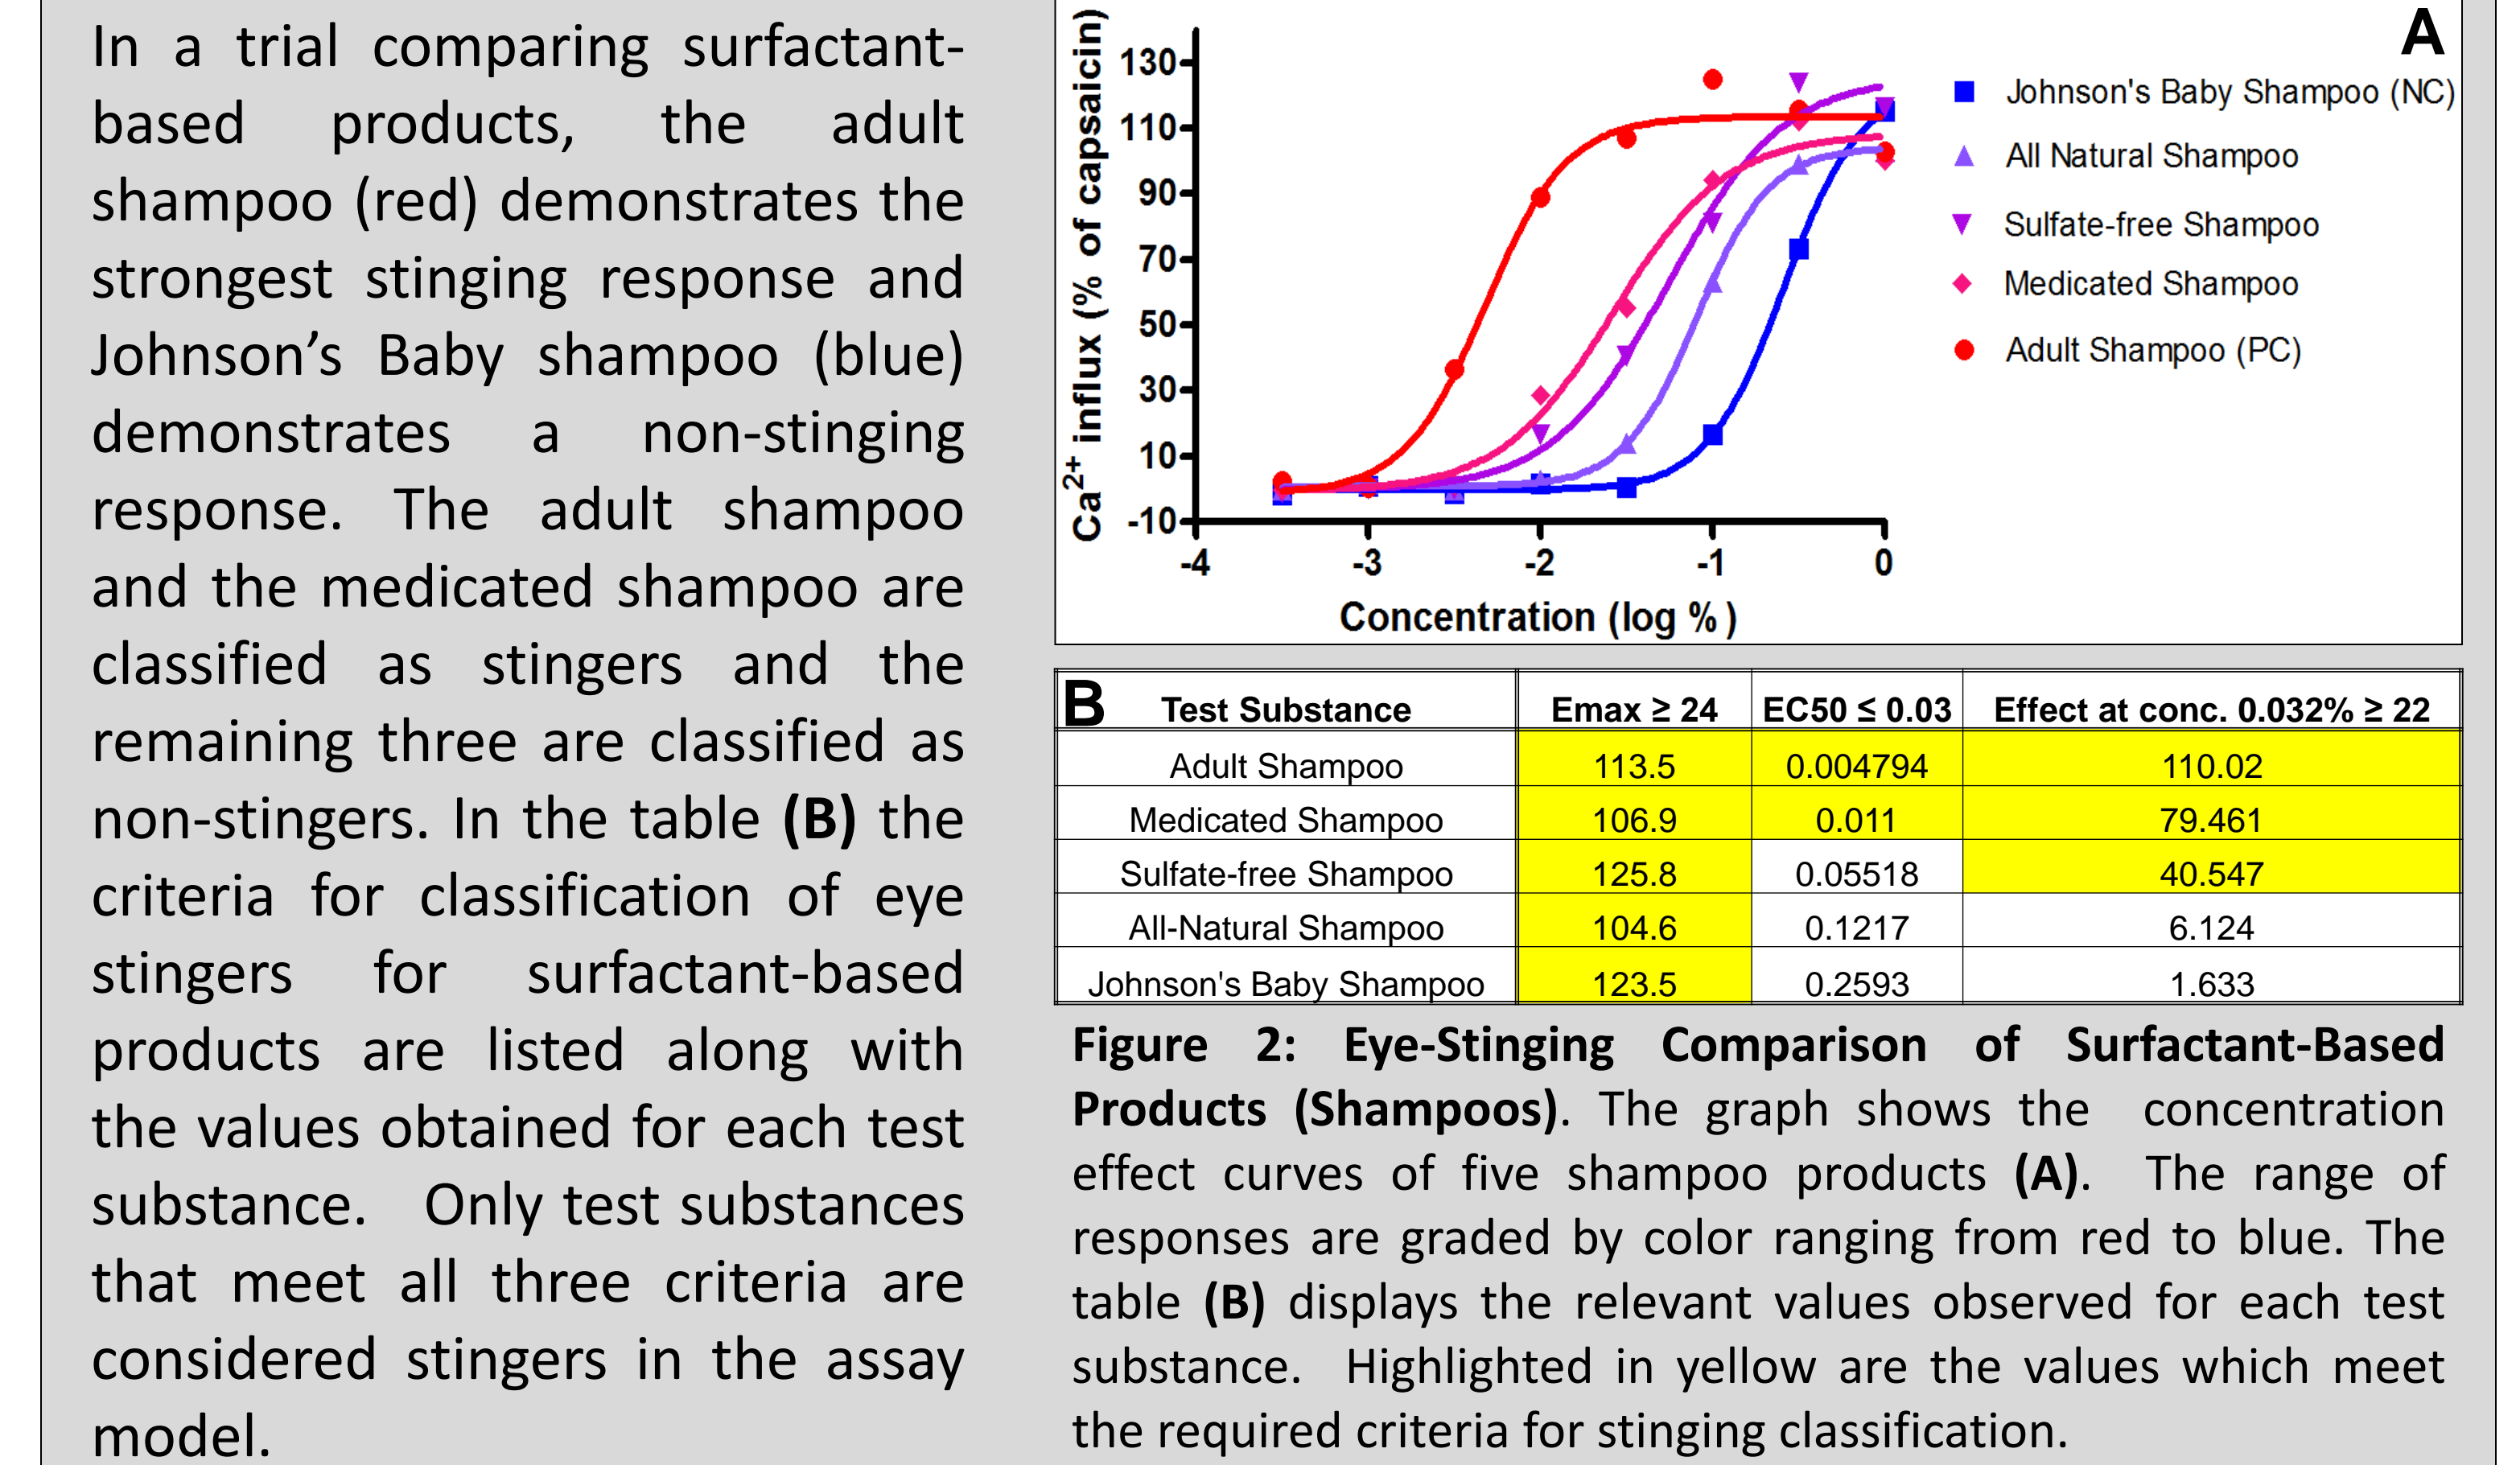 In a trial comparing surfactant-
based products, the adult
shampoo (red) demonstrates the
strongest stinging response and
Johnson’s Baby shampoo (blue)
demonstrates a non-stinging
response. The adult shampoo
and the medicated shampoo are
classified as stingers and the
remaining three are classified as
non-stingers. In the table (B) the
criteria for classification of eye
stingers for surfactant-based
products are listed along with
the values obtained for each test
substance. Only test substances
that meet all three criteria are
considered stingers in the assay
model.
A
Ca2+ influx (% of capsaicin)
130
110
90
70
50
30
10
-10
-4 -3 -2 -1 0
Concentration (log %)
Johnson's Baby Shampoo (NC)
All Natural Shampoo
Sulfate-free Shampoo
Medicated Shampoo
Adult Shampoo (PC)
B Test Substance Emax ≥ 24 EC50 ≤ 0.03 Effect at conc. 0.032% ≥ 22
Adult Shampoo 113.5 0.004794 110.02
Medicated Shampoo 106.9 0.011 79.461
Sulfate-free Shampoo 125.8 0.05518 40.547
All-Natural Shampoo 104.6 0.1217 6.124
Johnson's Baby Shampoo 123.5 0.2593 1.633
Figure 2: Eye-Stinging Comparison of Surfactant-Based
Products (Shampoos). The graph shows the concentration
effect curves of five shampoo products (A). The range of
responses are graded by color ranging from red to blue. The
table (B) displays the relevant values observed for each test
substance. Highlighted in yellow are the values which meet
the required criteria for stinging classification.